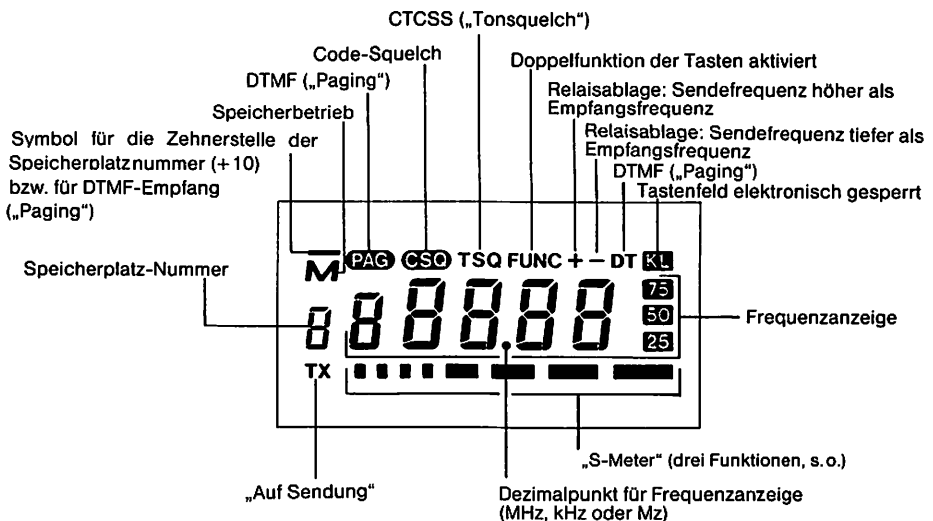 CTCSS („Tonsquelch“)
Code-Squelch
DTMF („Paging“)
Speicherbetrieb
Symbol für die Zehnerstelle der
Speicherplatznummer (+10)
bzw. für DTMF-Empfang
(„Paging“)
Speicherplatz-Nummer
Doppelfunktion der Tasten aktiviert
Relaisablage: Sendefrequenz höher als
Empfangsfrequenz
Relaisablage: Sendefrequenz tiefer als
Empfangsfrequenz
DTMF („Paging“)
Tastenfeld elektronisch gesperrt
M PAG CSQ TSQ FUNC + − DT KL
75
8 8 8 8 8. 8 50
25
TX
Frequenzanzeige
„S-Meter“ (drei Funktionen, s.o.)
„Auf Sendung“
Dezimalpunkt für Frequenzanzeige
(MHz, kHz oder Mz)